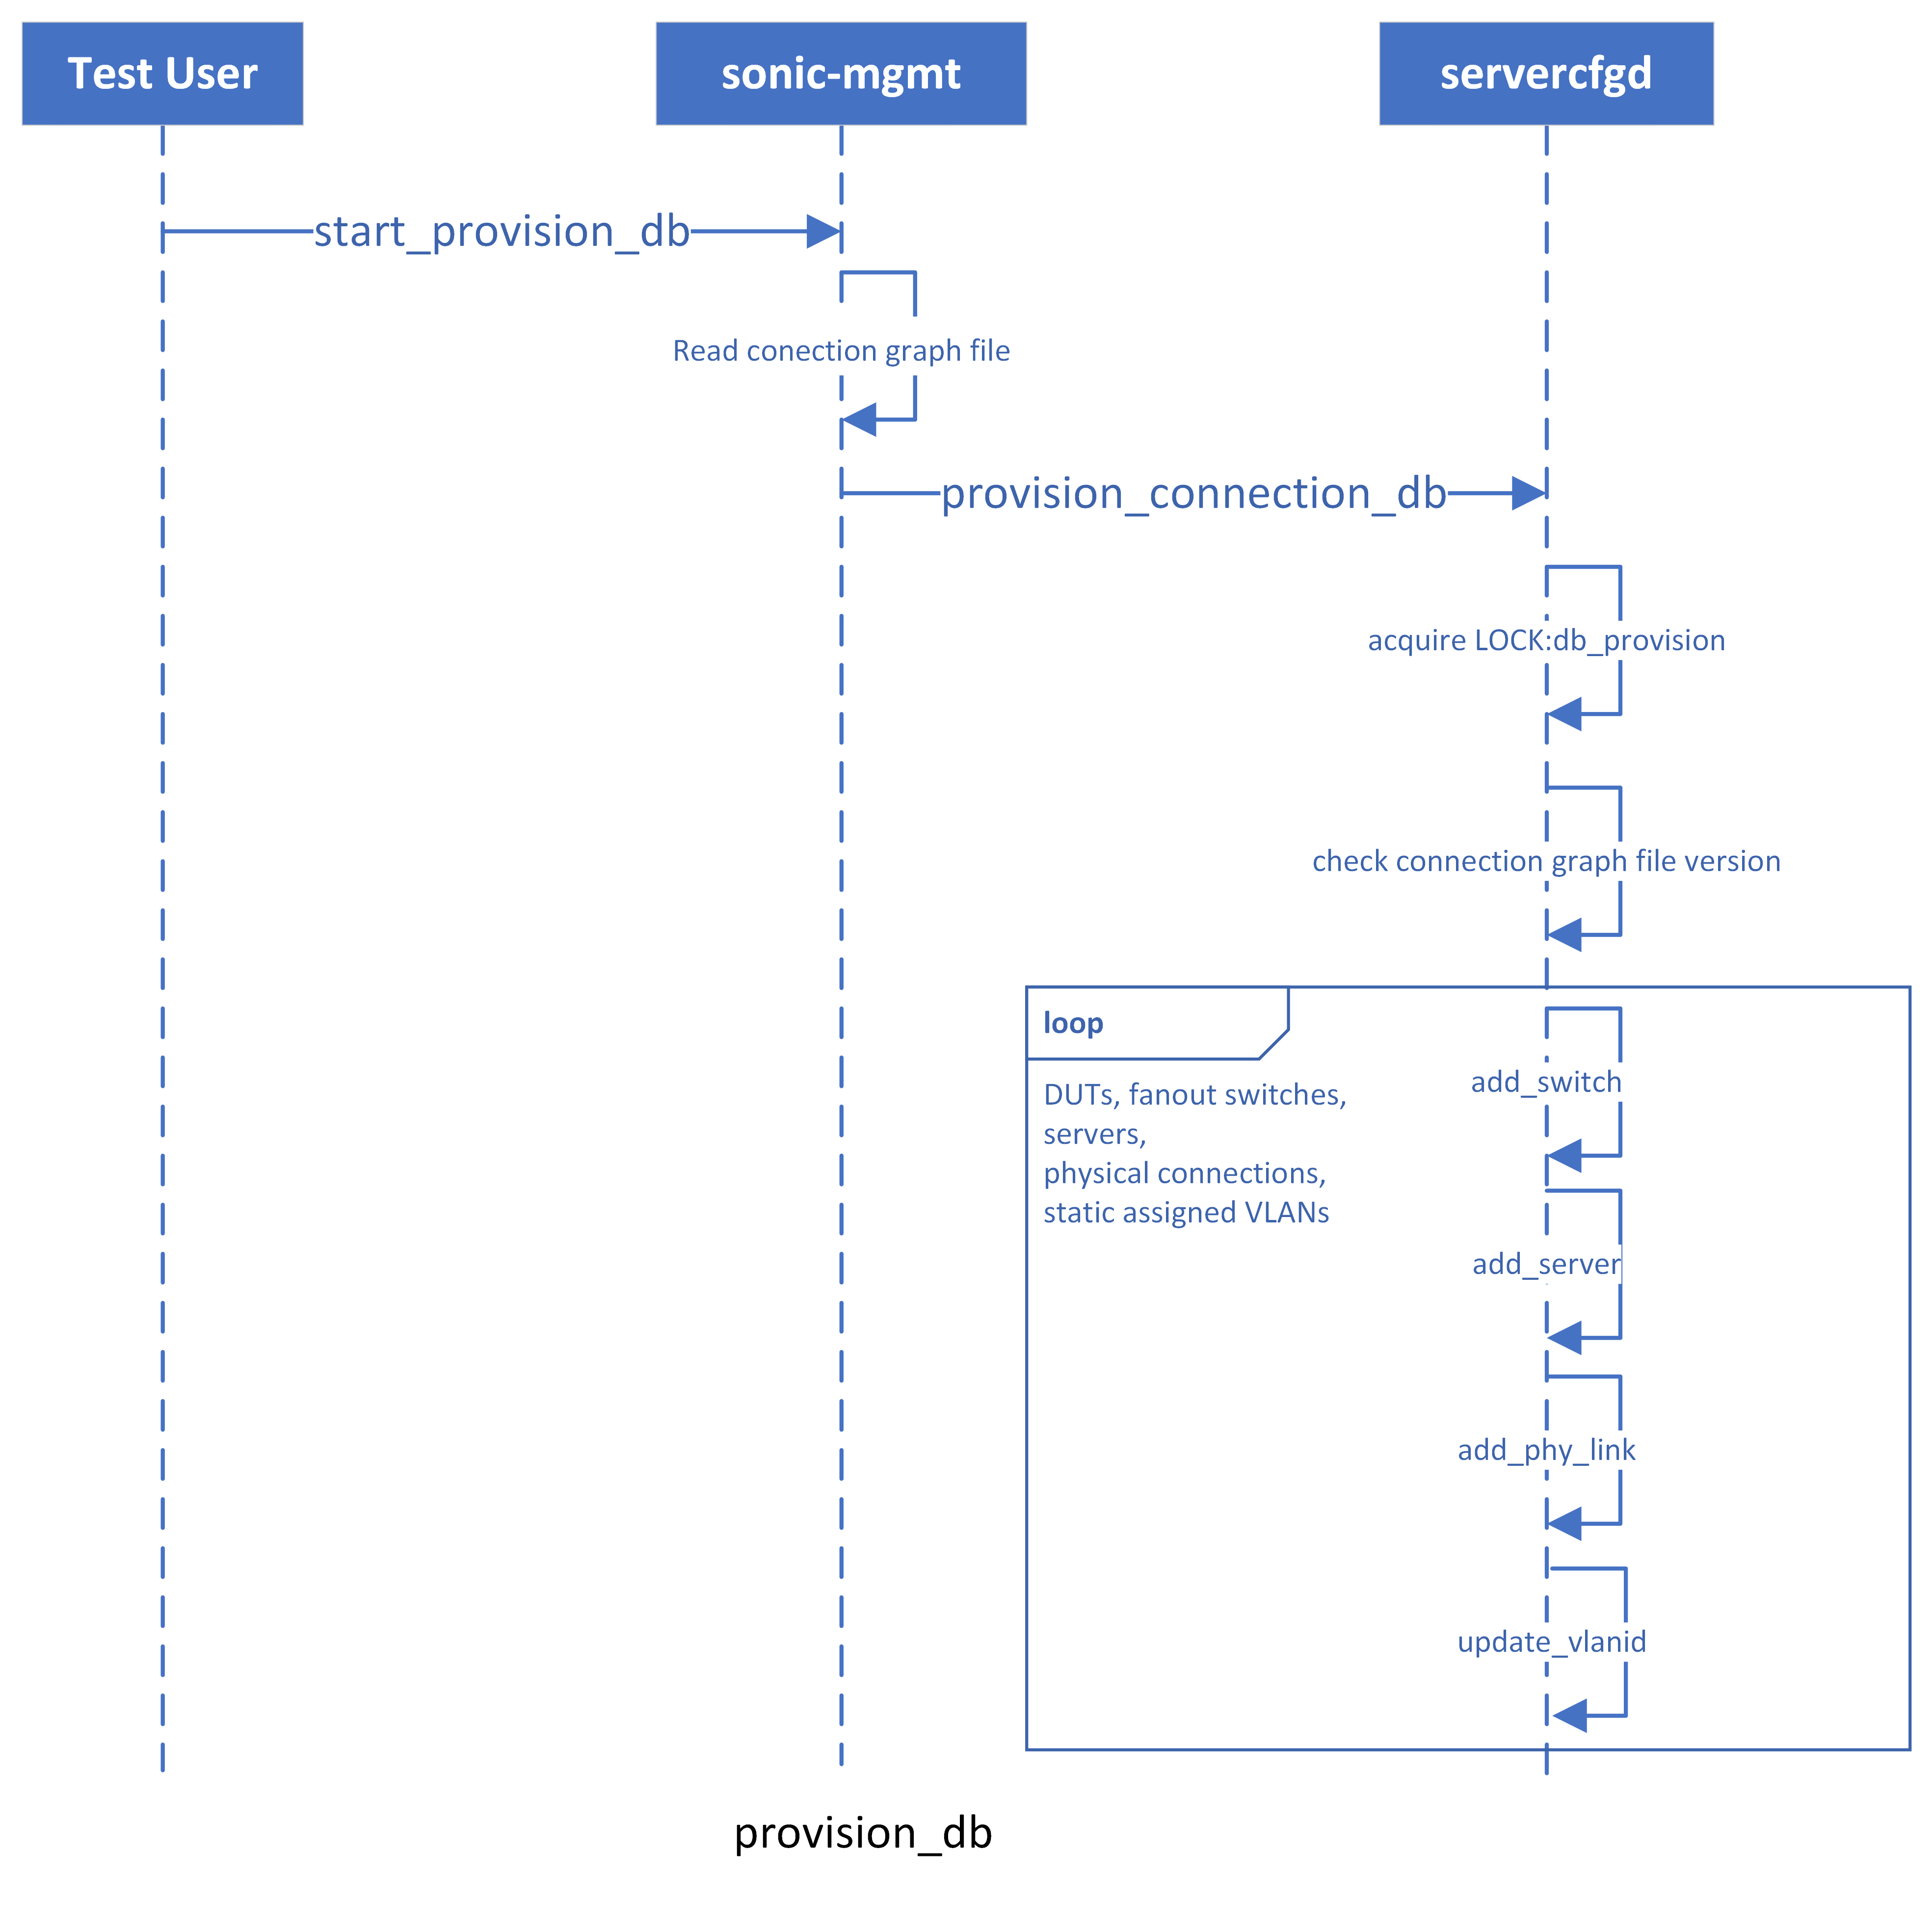 Test User
sonic-mgmt
servercfgd
start_provision_db
Read conection graph file
provision_connection_db
acquire LOCK:db_provision
check connection graph file version
loop
DUTs, fanout switches,
servers,
physical connections,
static assigned VLANs
add_switch
add_server
add_phy_link
update_vlanid
provision_db